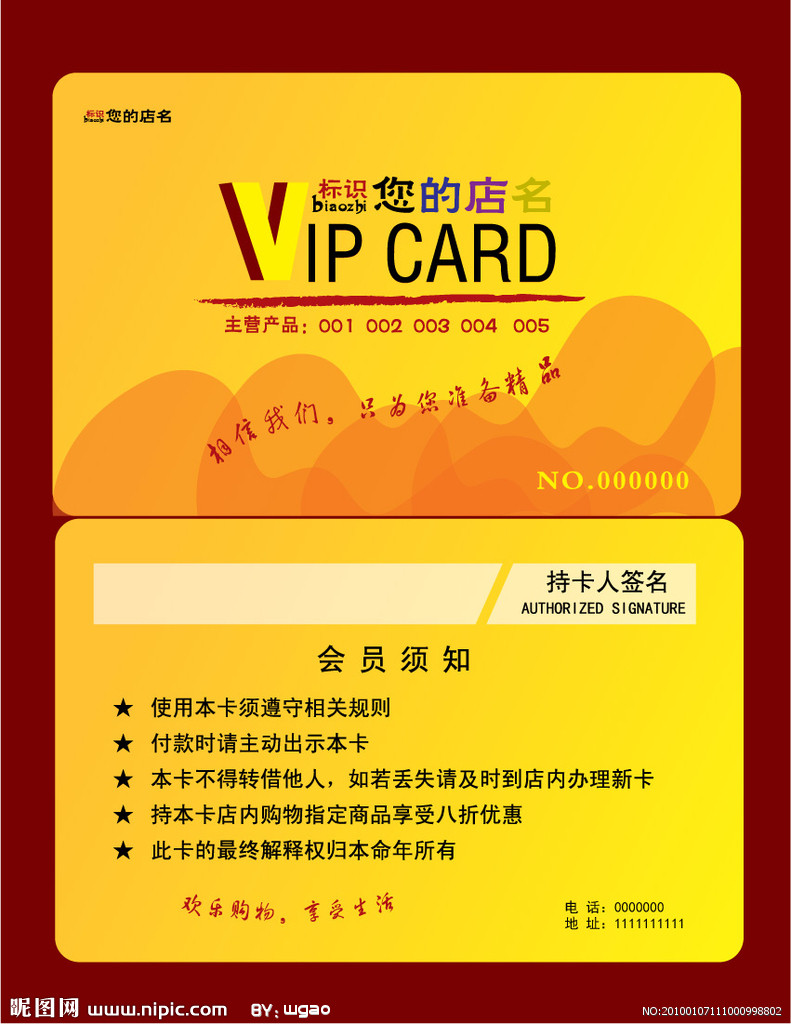 标识 biaozhi 您的店名
标识 biaozhi 您的店名
VIP CARD
主营产品：001 002 003 004 005
相信我们，只为您准备精品
NO.000000
持卡人签名
AUTHORIZED SIGNATURE
会员须知
★ 使用本卡须遵守相关规则
★ 付款时请主动出示本卡
★ 本卡不得转借他人，如若丢失请及时到店内办理新卡
★ 持本卡店内购物指定商品享受八折优惠
★ 此卡的最终解释权归本命年所有
欢乐购物，享受生活
电 话：0000000
地 址：1111111111
昵图网 www.nipic.com BY：wgao
NO:20100107111000998802